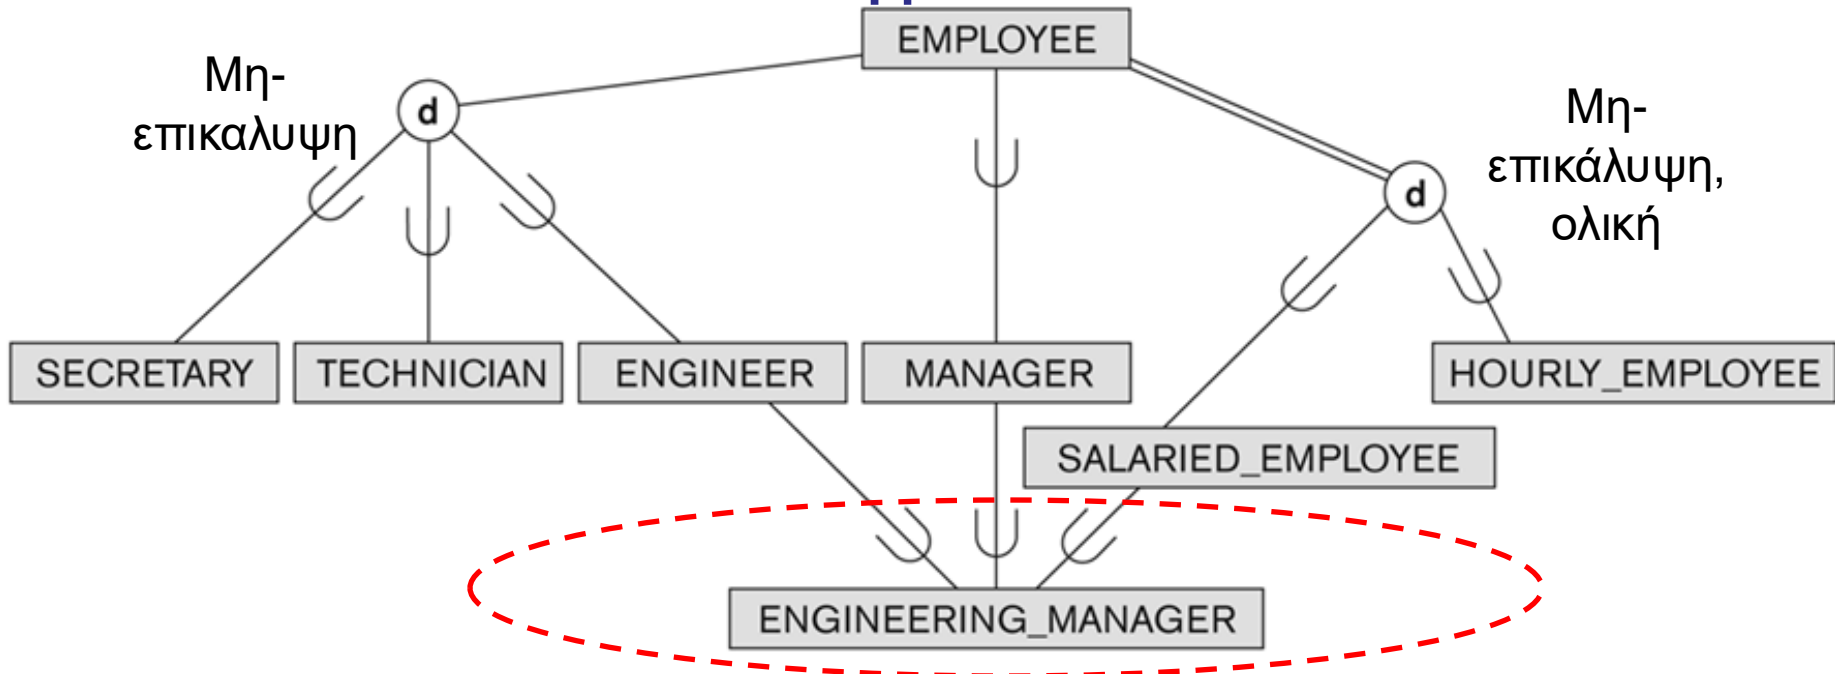 EMPLOYEE
Μη-
επικαλυψη
d
Μη-
επικάλυψη,
ολική
d
SECRETARY
TECHNICIAN
ENGINEER
MANAGER
HOURLY_EMPLOYEE
SALARIED_EMPLOYEE
ENGINEERING_MANAGER